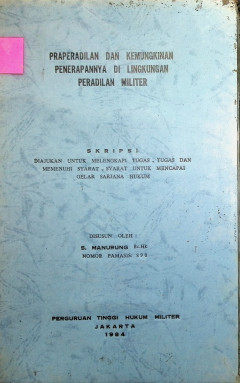 PRAPERADILAN DAN KEMUNGKINAN
PENERAPANNYA DI LINGKUNGAN
PERADILAN MILITER
SKRIPSI
DIAJUKAN UNTUK MELENGKAPI TUGAS - TUGAS DAN
MEMENUHI SYARAT - SYARAT UNTUK MENCAPAI
GELAR SARJANA HUKUM
DISUSUN OLEH :
S. MANURUNG
NOMOR PAMASIS
PERGURUAN TINGGI HUKUM MILITER
JAKARTA
1984